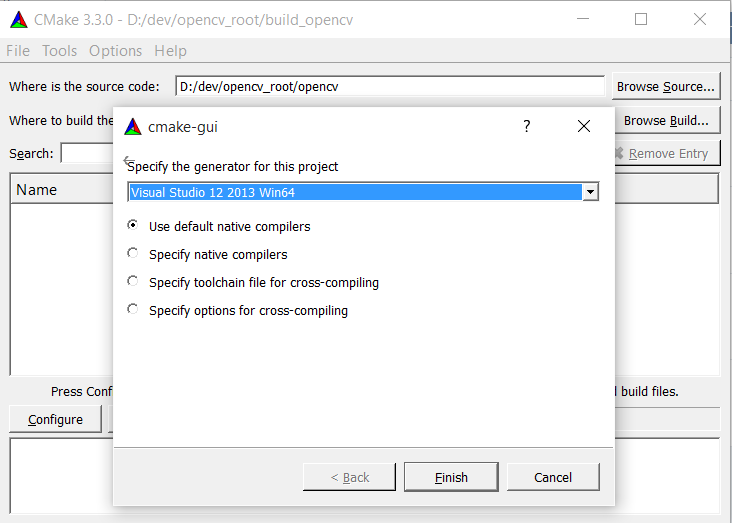 CMake 3.3.0 - D:/dev/opencv_root/build_opencv
File Tools Options Help
Where is the source code: D:/dev/opencv_root/opencv Browse Source...
Where to build the Browse Build...
Search: Remove Entry
Name
cmake-gui ?
Specify the generator for this project
Visual Studio 12 2013 Win64
Use default native compilers
Specify native compilers
Specify toolchain file for cross-compiling
Specify options for cross-compiling
Press Conf build files.
Configure
< Back Finish Cancel